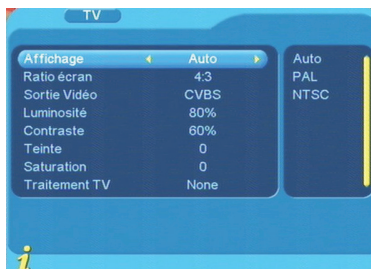 TV
Affichage Auto
Ratio écran 4:3
Sortie Vidéo CVBS
Luminosité 80%
Contraste 60%
Teinte 0
Saturation 0
Traitement TV None
Auto
PAL
NTSC
i